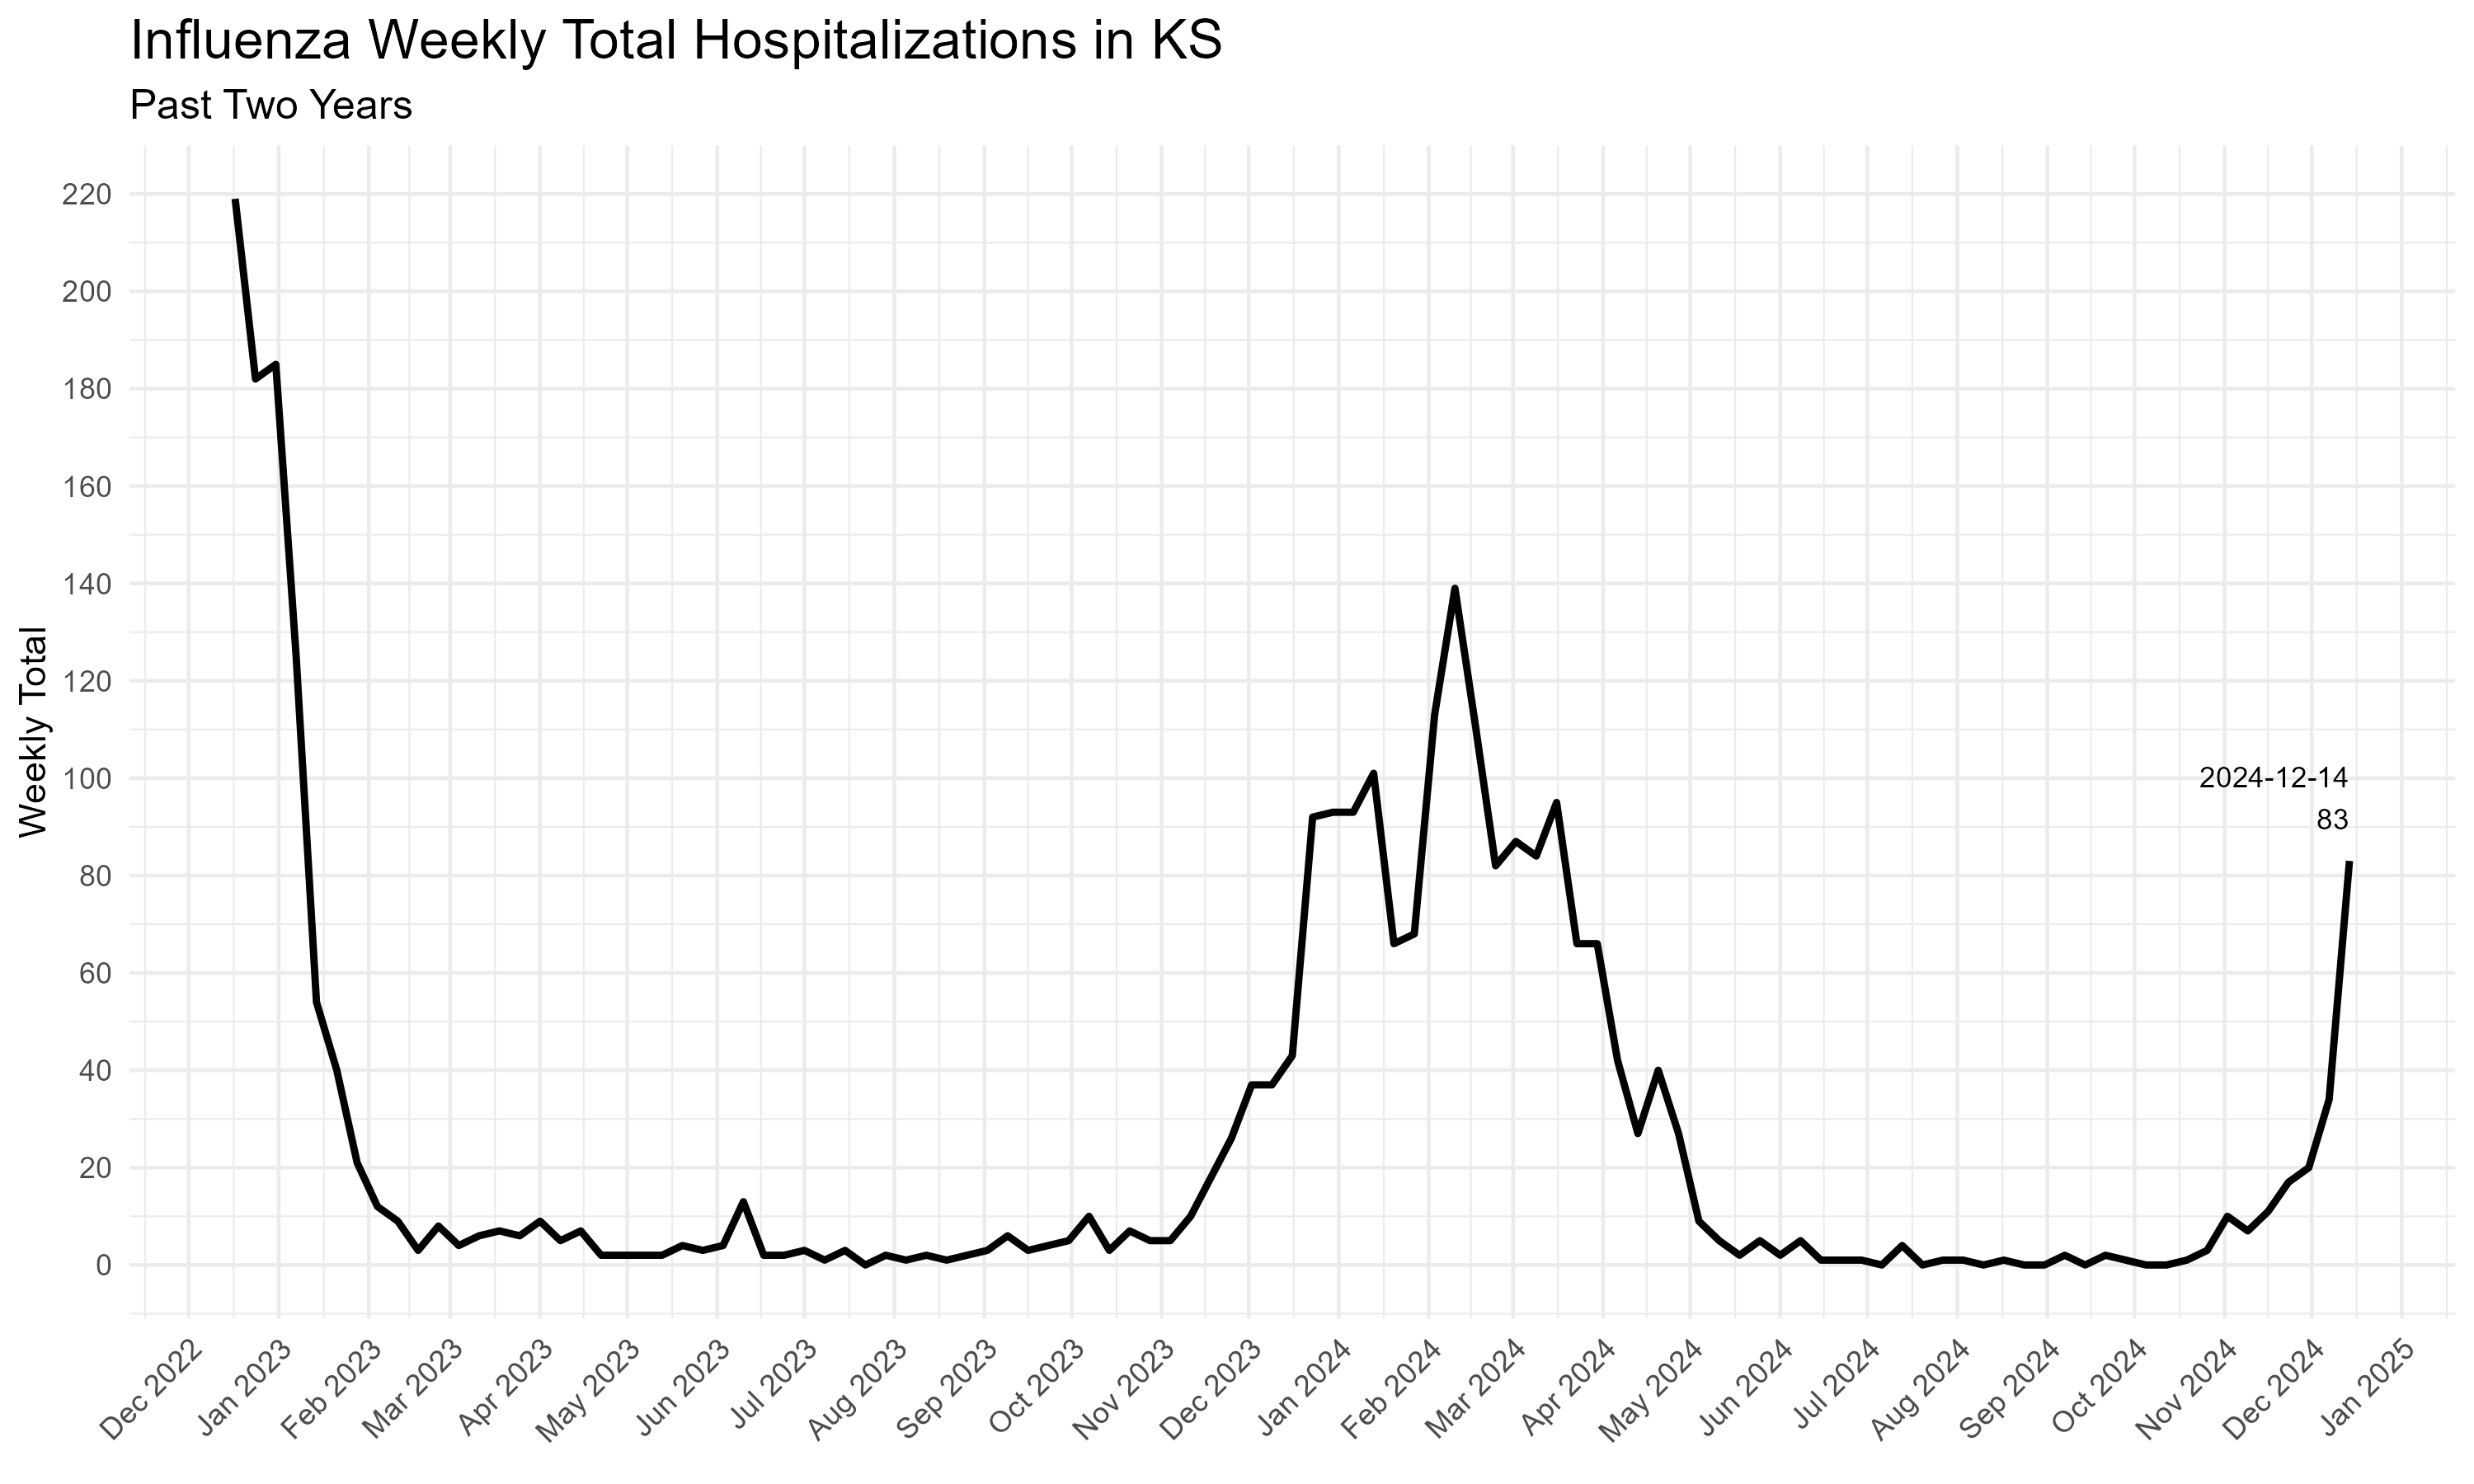 Influenza Weekly Total Hospitalizations in KS
Past Two Years
Weekly Total
220
200
180
160
140
120
100
80
60
40
20
0
2024-12-14
83
Dec 2022
Jan 2023
Feb 2023
Mar 2023
Apr 2023
May 2023
Jun 2023
Jul 2023
Aug 2023
Sep 2023
Oct 2023
Nov 2023
Dec 2023
Jan 2024
Feb 2024
Mar 2024
Apr 2024
May 2024
Jun 2024
Jul 2024
Aug 2024
Sep 2024
Oct 2024
Nov 2024
Dec 2024
Jan 2025